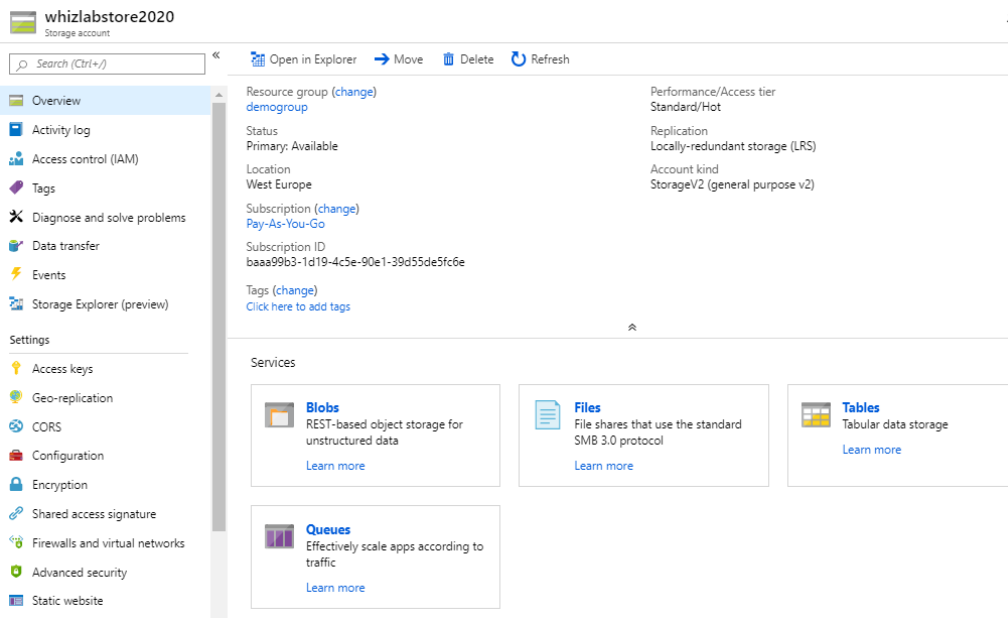 whizlabstore2020
Storage account
Search (Ctrl+/)
«
Overview
Activity log
Access control (IAM)
Tags
Diagnose and solve problems
Data transfer
Events
Storage Explorer (preview)
Settings
Access keys
Geo-replication
CORS
Configuration
Encryption
Shared access signature
Firewalls and virtual networks
Advanced security
Static website
Open in Explorer Move Delete Refresh
Resource group (change)
demogroup
Status
Primary: Available
Location
West Europe
Subscription (change)
Pay-As-You-Go
Subscription ID
baaa99b3-1d19-4c5e-90e1-39d55de5fc6e
Tags (change)
Click here to add tags
Performance/Access tier
Standard/Hot
Replication
Locally-redundant storage (LRS)
Account kind
StorageV2 (general purpose v2)
Services
Blobs
REST-based object storage for
unstructured data
Learn more
Files
File shares that use the standard
SMB 3.0 protocol
Learn more
Tables
Tabular data storage
Learn more
Queues
Effectively scale apps according to
traffic
Learn more